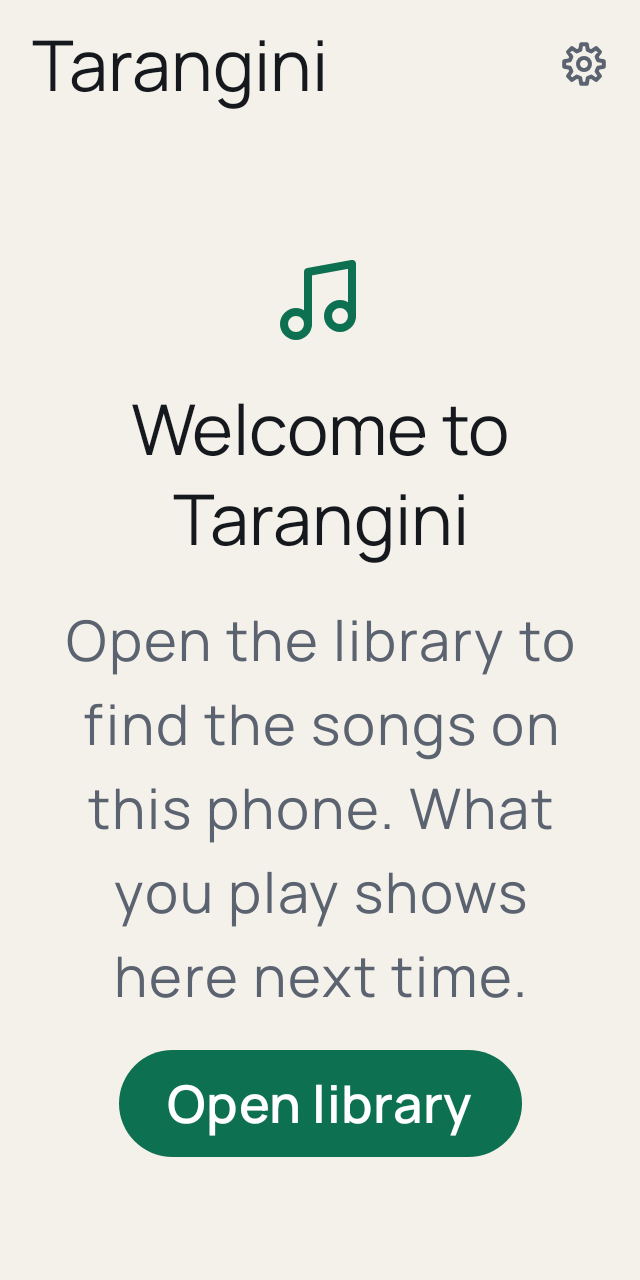 Tarangini
Welcome to
Tarangini
Open the library to
find the songs on
this phone. What
you play shows
here next time.
Open library